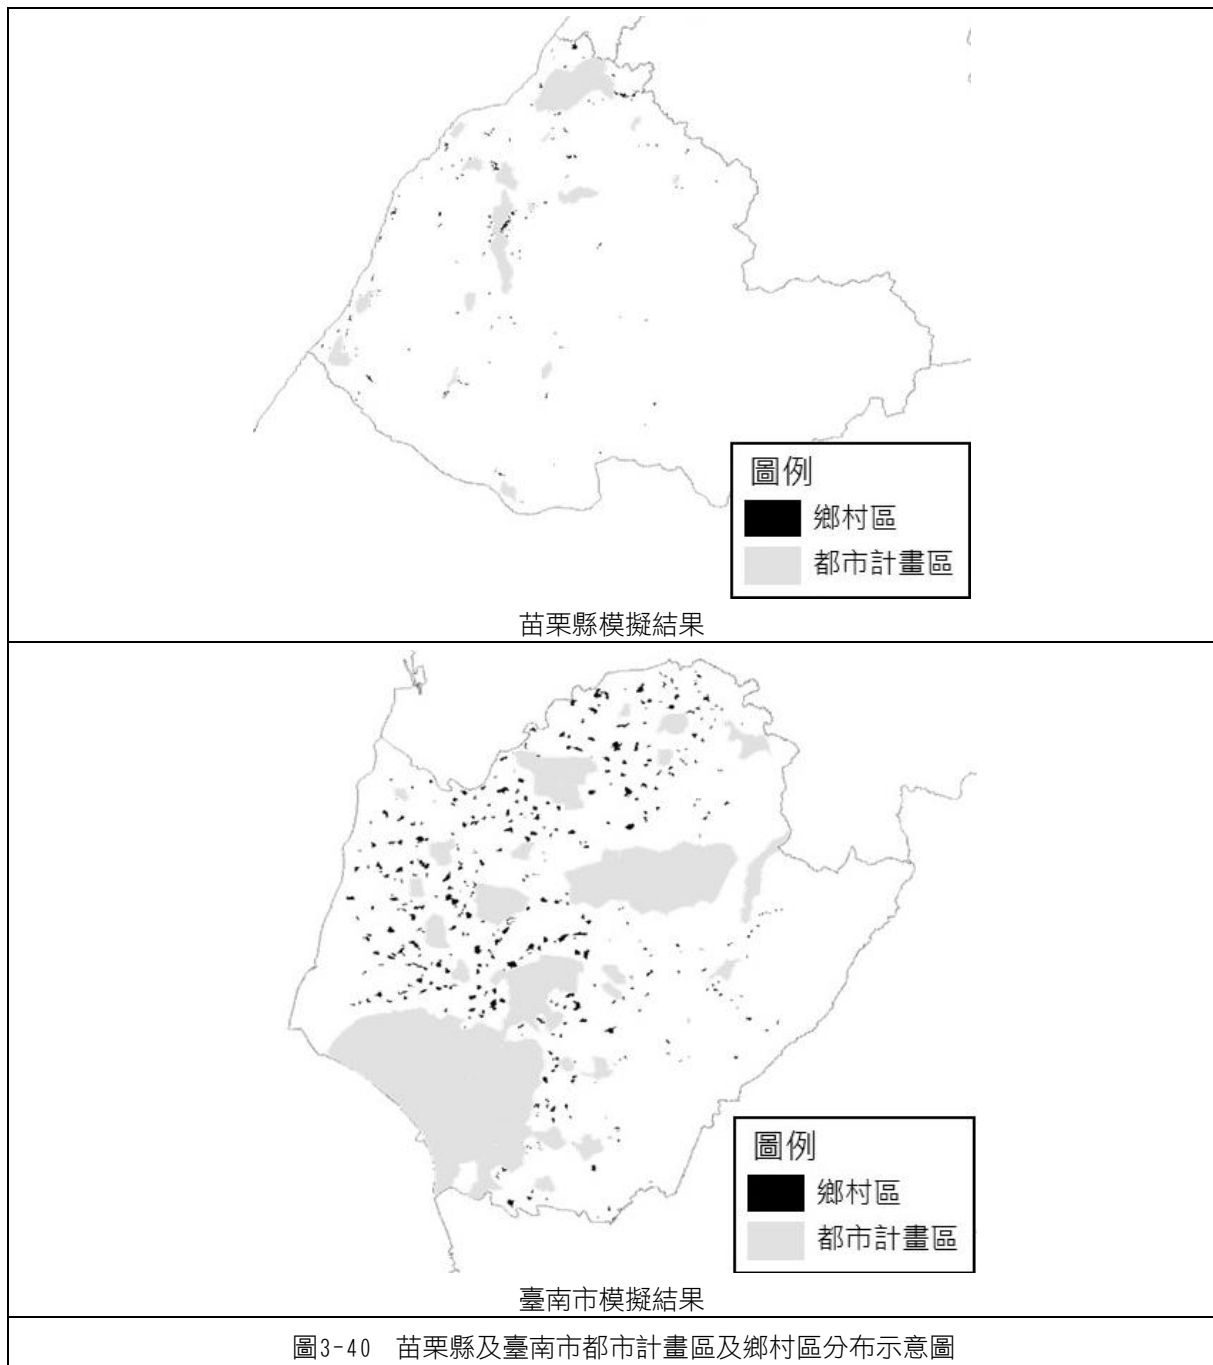 圖例
鄉村區
都市計畫區
苗栗縣模擬結果
圖例
鄉村區
都市計畫區
臺南市模擬結果
圖3-40 苗栗縣及臺南市都市計畫區及鄉村區分布示意圖